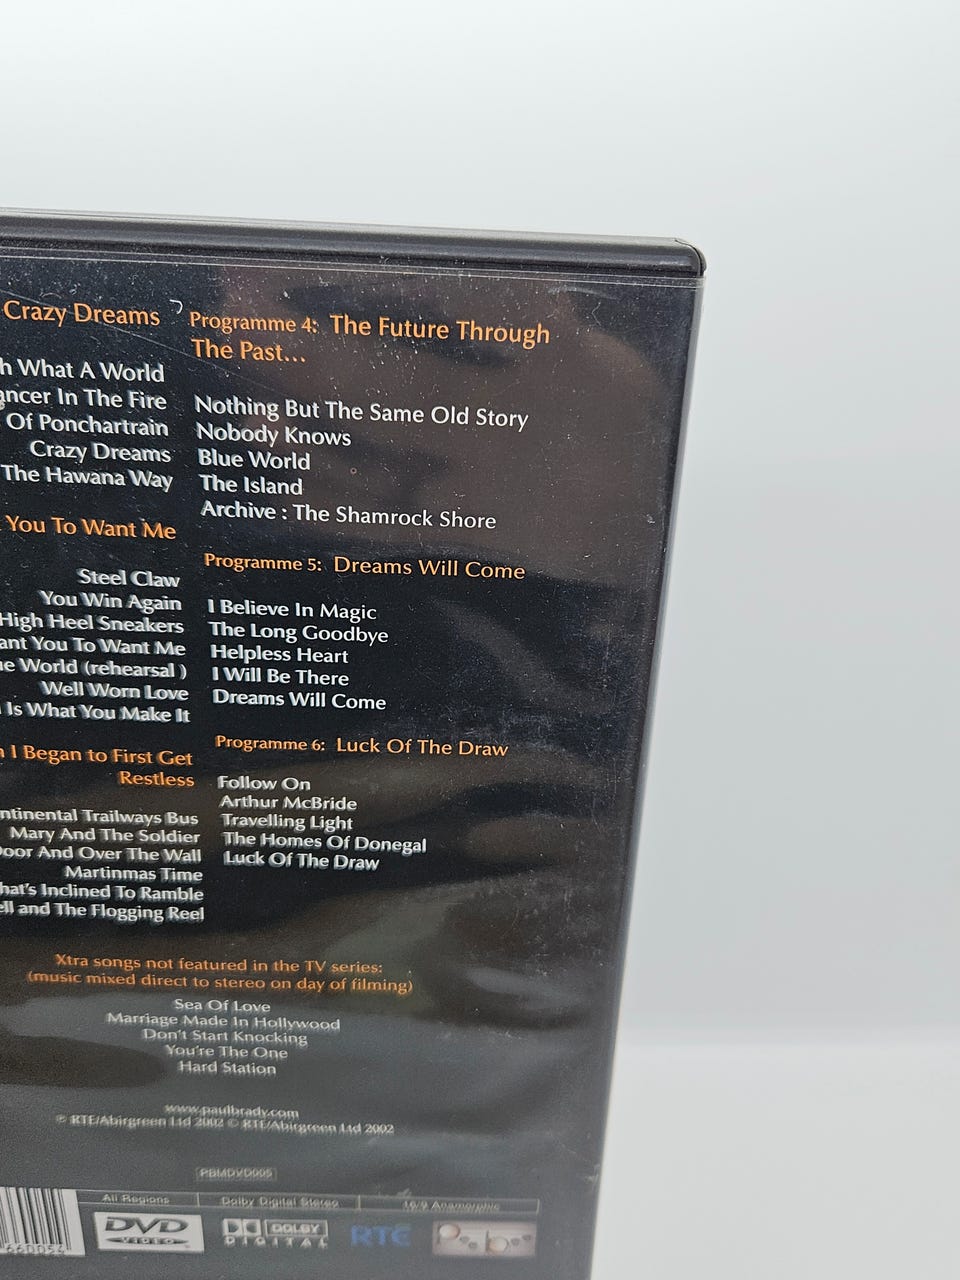 Crazy Dreams
What A World
In The Fire
Of Ponchartrain
Crazy Dreams
The Hawana Way
You To Want Me
Steel Claw
You Win Again
High Heel Sneakers
You To Want Me
World (rehearsal )
Well Worn Love
Is What You Make It
I Began to First Get
Restless
Trailways Bus
Mary And The Soldier
And Over The Wall
Martinmas Time
Inclined To Ramble
and The Flogging Reel
Programme 4: The Future Through
The Past...
Nothing But The Same Old Story
Nobody Knows
Blue World
The Island
Archive : The Shamrock Shore
Programme 5: Dreams Will Come
I Believe In Magic
The Long Goodbye
Helpless Heart
I Will Be There
Dreams Will Come
Programme 6: Luck Of The Draw
Follow On
Arthur McBride
Travelling Light
The Homes Of Donegal
Luck Of The Draw
Xtra songs not featured in the TV series:
(music mixed direct to stereo on day of filming)
Sea Of Love
Marriage Made In Hollywood
Don't Start Knocking
You're The One
Hard Station
www.paulbrady.com
℗ RTE/Abirgreen Ltd 2002 © RTE/Abirgreen Ltd 2002
PBMDVD005
All Regions
Dolby Digital Stereo
16/9 Anamorphic
DVD
VIDEO
DOLBY
DIGITAL
RTÉ